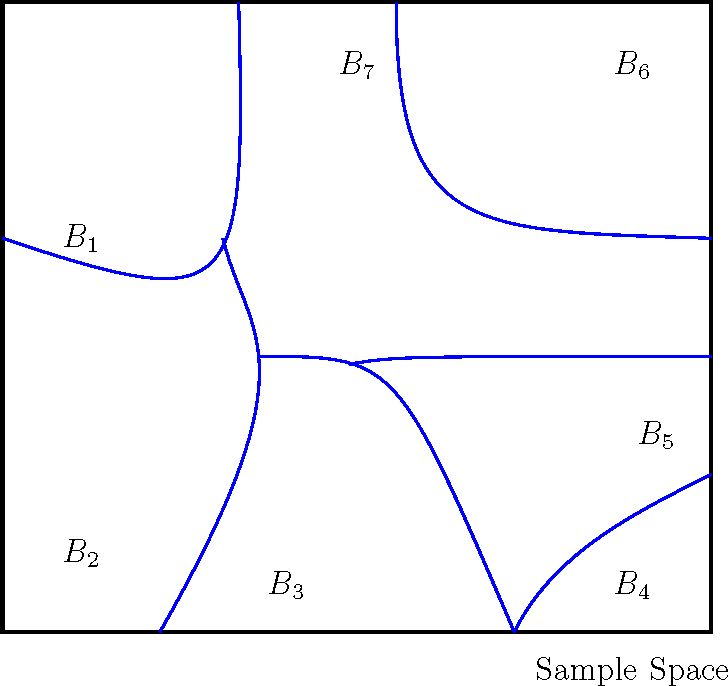 B₇
B₆
B₁
B₅
B₂
B₃
B₄
Sample Space